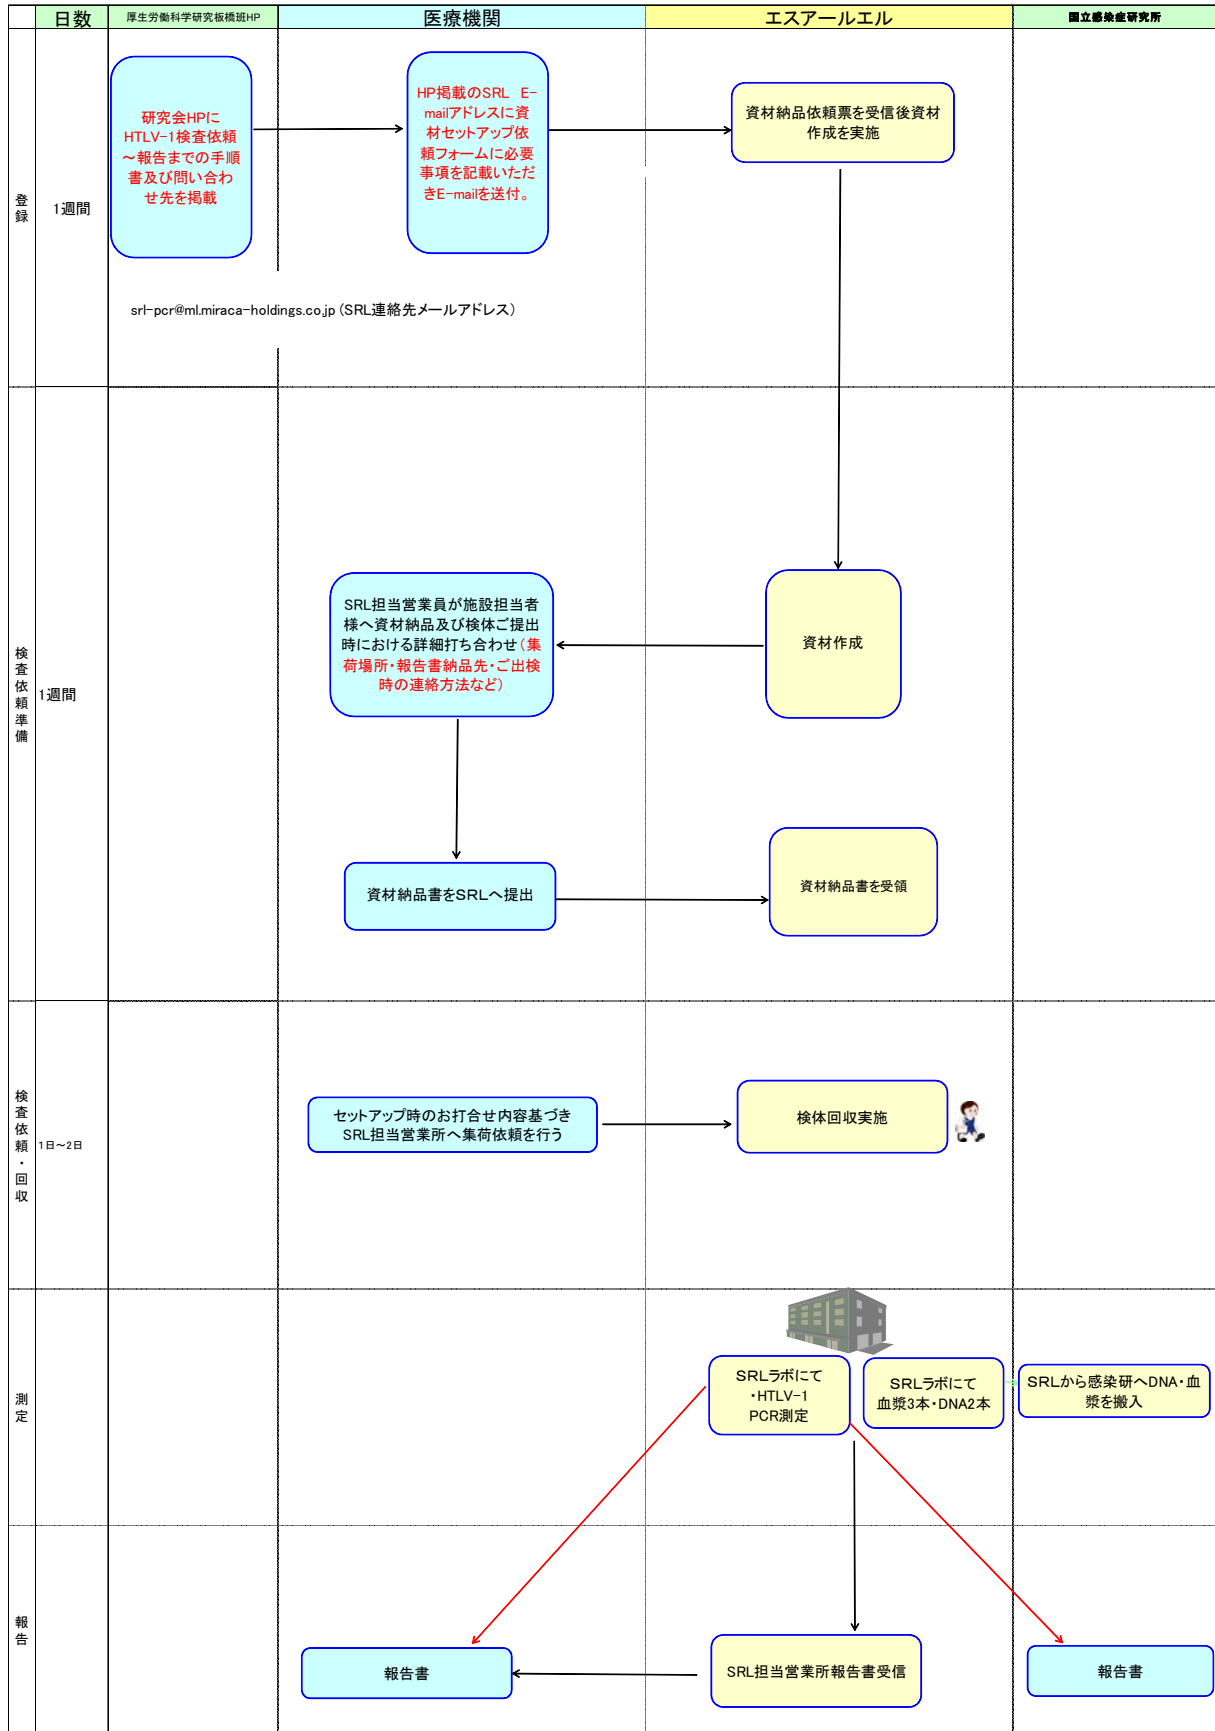 日数
厚生労働科学研究板橋班HP
医療機関
エスアールエル
国立感染症研究所
登録
1週間
研究会HPに
HTLV-1検査依頼
～報告までの手順
書及び問い合わ
せ先を掲載
HP掲載のSRL E-
mailアドレスに資
材セットアップ依
頼フォームに必要
事項を記載いただ
きE-mailを送付。
資材納品依頼票を受信後資材
作成を実施
srl-pcr@ml.miraca-holdings.co.jp (SRL連絡先メールアドレス)
検査依頼準備
1週間
SRL担当営業員が施設担当者
様へ資材納品及び検体ご提出
時における詳細打ち合わせ(集
荷場所・報告書納品先・ご出検
時の連絡方法など)
資材作成
資材納品書をSRLへ提出
資材納品書を受領
検査依頼・回収
1日～2日
セットアップ時のお打合せ内容基づき
SRL担当営業所へ集荷依頼を行う
検体回収実施
測定
SRLラボにて
・HTLV-1
PCR測定
SRLラボにて
血漿3本・DNA2本
SRLから感染研へDNA・血
漿を搬入
報告
報告書
SRL担当営業所報告書受信
報告書